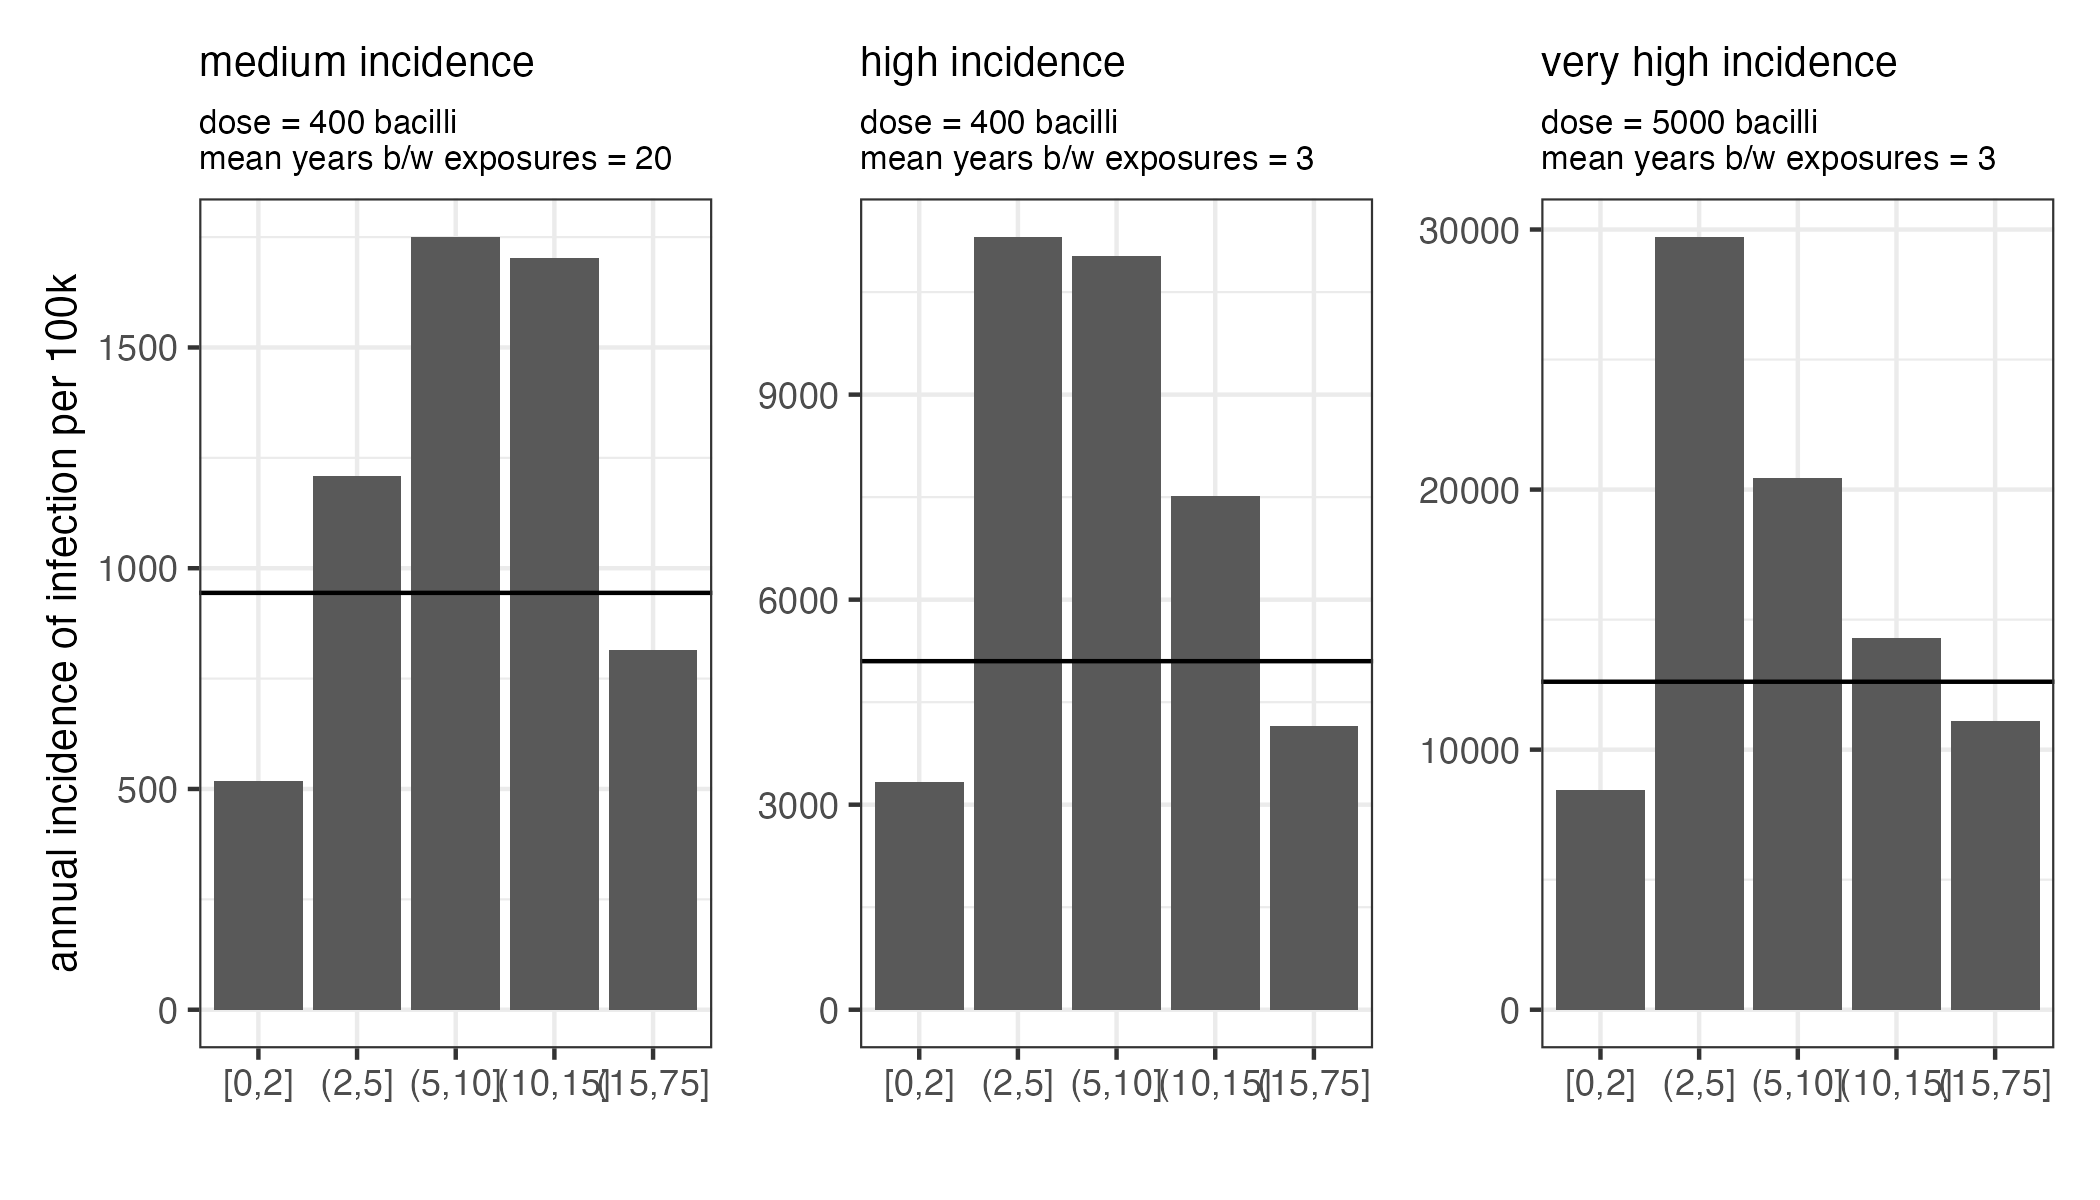 medium incidence
dose = 400 bacilli
mean years b/w exposures = 20
high incidence
dose = 400 bacilli
mean years b/w exposures = 3
very high incidence
dose = 5000 bacilli
mean years b/w exposures = 3
annual incidence of infection per 100k
1500
1000
500
0
[0,2] (2,5] (5,10] (10,15] (15,75]
9000
6000
3000
0
[0,2] (2,5] (5,10] (10,15] (15,75]
30000
20000
10000
0
[0,2] (2,5] (5,10] (10,15] (15,75]